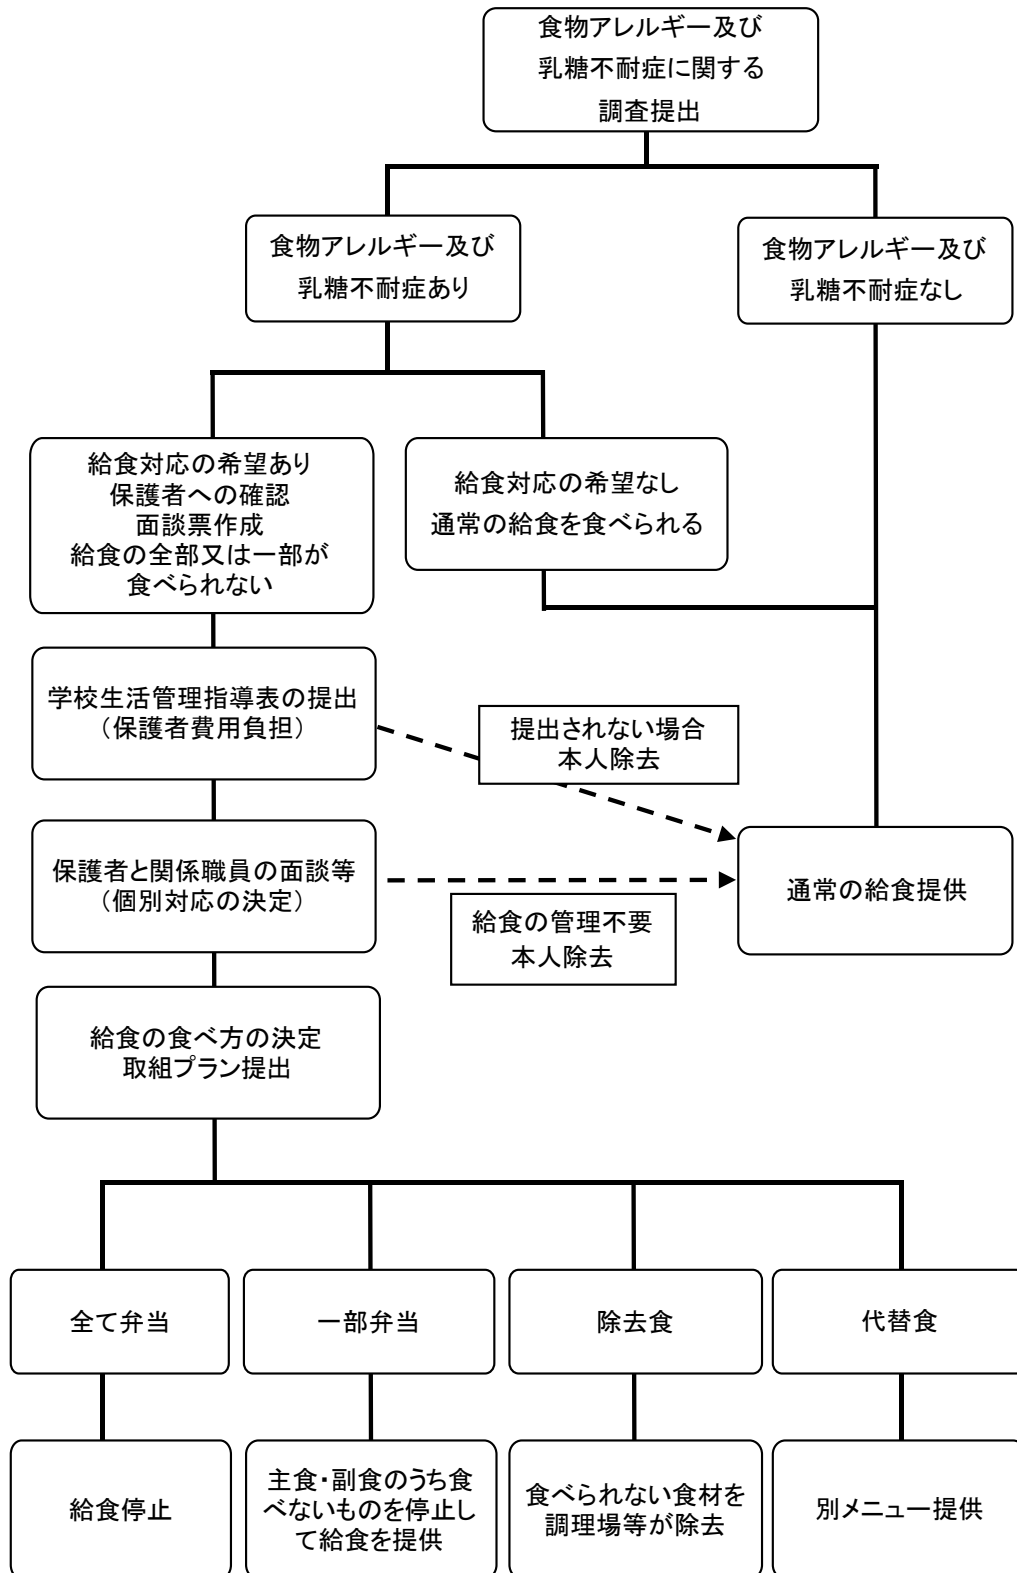 食物アレルギー及び
乳糖不耐症に関する
調査提出
食物アレルギー及び
乳糖不耐症あり
食物アレルギー及び
乳糖不耐症なし
給食対応の希望あり
保護者への確認
面談票作成
給食の全部又は一部が
食べられない
給食対応の希望なし
通常の給食を食べられる
学校生活管理指導表の提出
（保護者費用負担）
提出されない場合
本人除去
保護者と関係職員の面談等
（個別対応の決定）
給食の管理不要
本人除去
通常の給食提供
給食の食べ方の決定
取組プラン提出
全て弁当
一部弁当
除去食
代替食
給食停止
主食・副食のうち食
べないものを停止し
て給食を提供
食べられない食材を
調理場等が除去
別メニュー提供